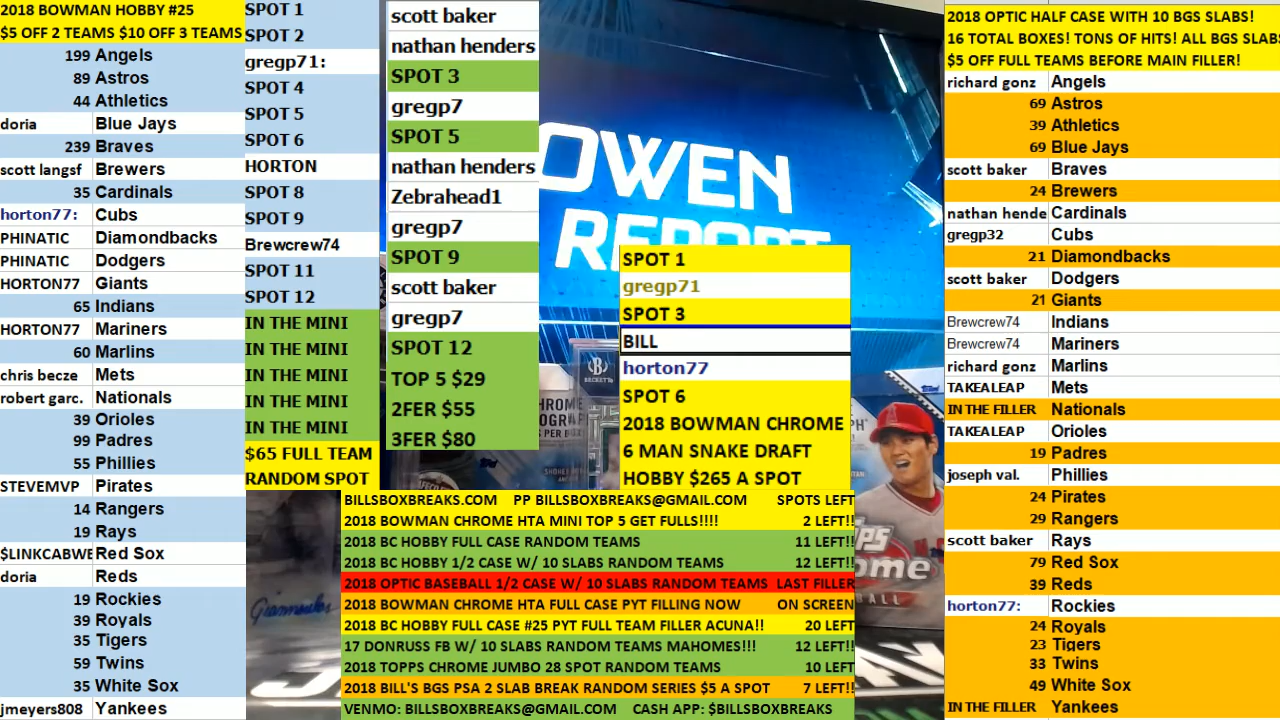 2018 BOWMAN HOBBY #25
$5 OFF 2 TEAMS $10 OFF 3 TEAMS
199 Angels
89 Astros
44 Athletics
doria Blue Jays
239 Braves
scott langsf Brewers
35 Cardinals
horton77: Cubs
PHINATIC Diamondbacks
PHINATIC Dodgers
HORTON77 Giants
65 Indians
HORTON77 Mariners
60 Marlins
chris becze Mets
robert garc. Nationals
39 Orioles
99 Padres
55 Phillies
STEVEMVP Pirates
14 Rangers
19 Rays
$LINKCABWE Red Sox
doria Reds
19 Rockies
39 Royals
35 Tigers
59 Twins
35 White Sox
jmeyers808 Yankees
SPOT 1
SPOT 2
gregp71:
SPOT 4
SPOT 5
SPOT 6
HORTON
SPOT 8
SPOT 9
Brewcrew74
SPOT 11
SPOT 12
IN THE MINI
IN THE MINI
IN THE MINI
IN THE MINI
IN THE MINI
$65 FULL TEAM
RANDOM SPOT
scott baker
nathan henders
SPOT 3
gregp7
SPOT 5
nathan henders
Zebrahead1
gregp7
SPOT 9
scott baker
gregp7
SPOT 12
TOP 5 $29
2FER $55
3FER $80
OWEN
REPORT
SPOT 1
gregp71
SPOT 3
BILL
horton77
SPOT 6
2018 BOWMAN CHROME
6 MAN SNAKE DRAFT
HOBBY $265 A SPOT
BECKETT
BILLSBOXBREAKS.COM PP BILLSBOXBREAKS@GMAIL.COM SPOTS LEFT
2018 BOWMAN CHROME HTA MINI TOP 5 GET FULLS!!!! 2 LEFT!!
2018 BC HOBBY FULL CASE RANDOM TEAMS 11 LEFT!!
2018 BC HOBBY 1/2 CASE W/ 10 SLABS RANDOM TEAMS 12 LEFT!!
2018 OPTIC BASEBALL 1/2 CASE W/ 10 SLABS RANDOM TEAMS LAST FILLER
2018 BOWMAN CHROME HTA FULL CASE PYT FILLING NOW ON SCREEN
2018 BC HOBBY FULL CASE #25 PYT FULL TEAM FILLER ACUNA!! 20 LEFT!!
17 DONRUSS FB W/ 10 SLABS RANDOM TEAMS MAHOMES!!! 12 LEFT!!
2018 TOPPS CHROME JUMBO 28 SPOT RANDOM TEAMS 10 LEFT!!
2018 BILL'S BGS PSA 2 SLAB BREAK RANDOM SERIES $5 A SPOT 7 LEFT!!
VENMO: BILLSBOXBREAKS@GMAIL.COM CASH APP: $BILLSBOXBREAKS
2018 OPTIC HALF CASE WITH 10 BGS SLABS!
16 TOTAL BOXES! TONS OF HITS! ALL BGS SLABS
$5 OFF FULL TEAMS BEFORE MAIN FILLER!
richard gonz Angels
69 Astros
39 Athletics
69 Blue Jays
scott baker Braves
24 Brewers
nathan hende Cardinals
gregp32 Cubs
21 Diamondbacks
scott baker Dodgers
21 Giants
Brewcrew74 Indians
Brewcrew74 Mariners
richard gonz Marlins
TAKEALEAP Mets
IN THE FILLER Nationals
TAKEALEAP Orioles
19 Padres
joseph val. Phillies
24 Pirates
29 Rangers
scott baker Rays
79 Red Sox
39 Reds
horton77: Rockies
24 Royals
23 Tigers
33 Twins
49 White Sox
IN THE FILLER Yankees